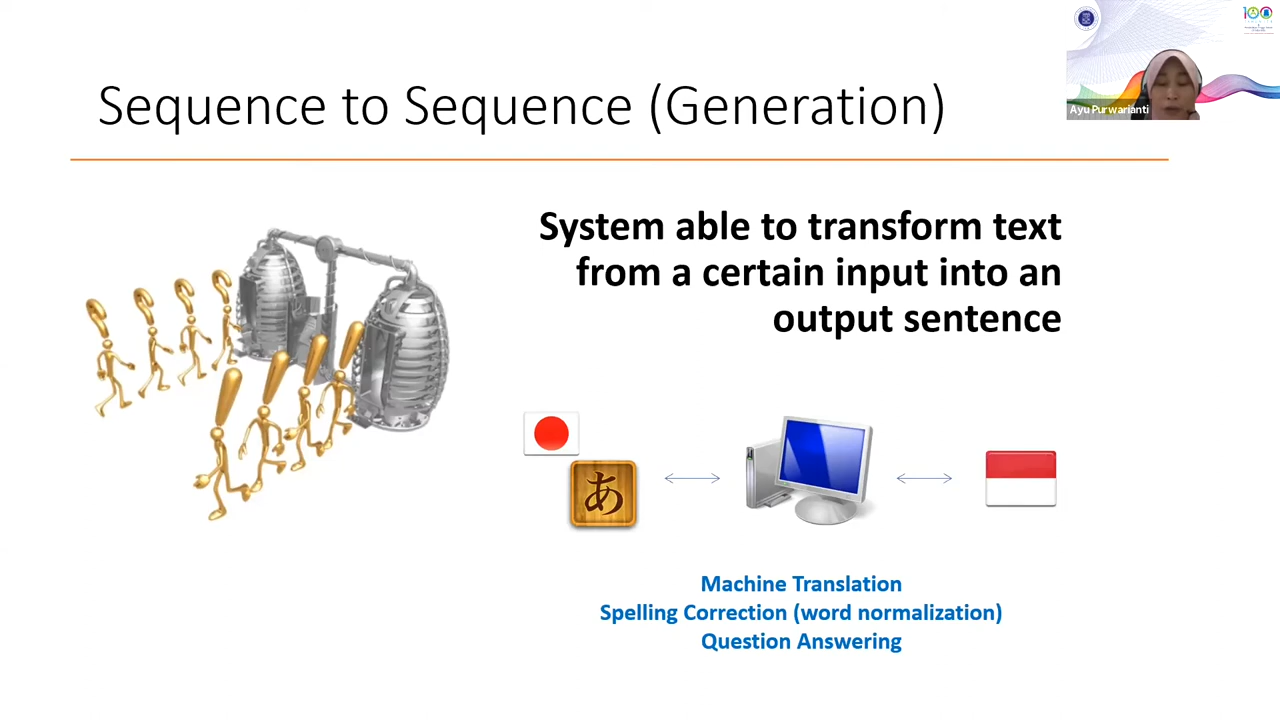 Sequence to Sequence (Generation)
100
Ayu Purwarianti
System able to transform text
from a certain input into an
output sentence
あ
Machine Translation
Spelling Correction (word normalization)
Question Answering